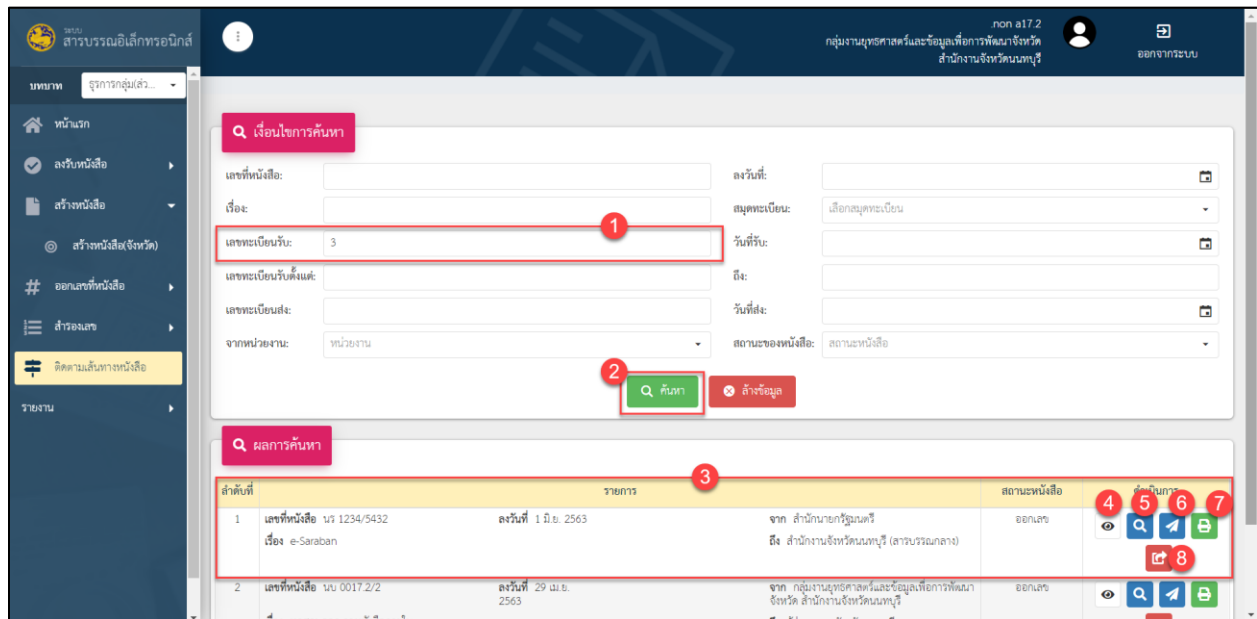 ระบบ
สารบรรณอิเล็กทรอนิกส์
.non a17.2
กลุ่มงานยุทธศาสตร์และข้อมูลเพื่อการพัฒนาจังหวัด
สำนักงานจังหวัดนนทบุรี
ออกจากระบบ
บทบาท ธุรการกลุ่ม(ส่ว...
หน้าแรก
ลงรับหนังสือ
สร้างหนังสือ
สร้างหนังสือ(จังหวัด)
ออกเลขที่หนังสือ
สำรองเลข
ติดตามเส้นทางหนังสือ
รายงาน
เงื่อนไขการค้นหา
เลขที่หนังสือ: ลงวันที่:
เรื่อง: สมุดทะเบียน: เลือกสมุดทะเบียน
1
เลขทะเบียนรับ: 3 วันที่รับ:
เลขทะเบียนรับตั้งแต่: ถึง:
เลขทะเบียนส่ง: วันที่ส่ง:
จากหน่วยงาน: หน่วยงาน สถานะของหนังสือ: สถานะหนังสือ
2
ค้นหา ล้างข้อมูล
ผลการค้นหา
3
ลำดับที่ รายการ สถานะหนังสือ ดำเนินการ
4 5 6 7
1 เลขที่หนังสือ นร 1234/5432 ลงวันที่ 1 มิ.ย. 2563 จาก สำนักนายกรัฐมนตรี ออกเลข
เรื่อง e-Saraban ถึง สำนักงานจังหวัดนนทบุรี (สารบรรณกลาง)
8
2 เลขที่หนังสือ นบ 0017.2/2 ลงวันที่ 29 เม.ย. 2563 จาก กลุ่มงานยุทธศาสตร์และข้อมูลเพื่อการพัฒนา
จังหวัด สำนักงานจังหวัดนนทบุรี ออกเลข